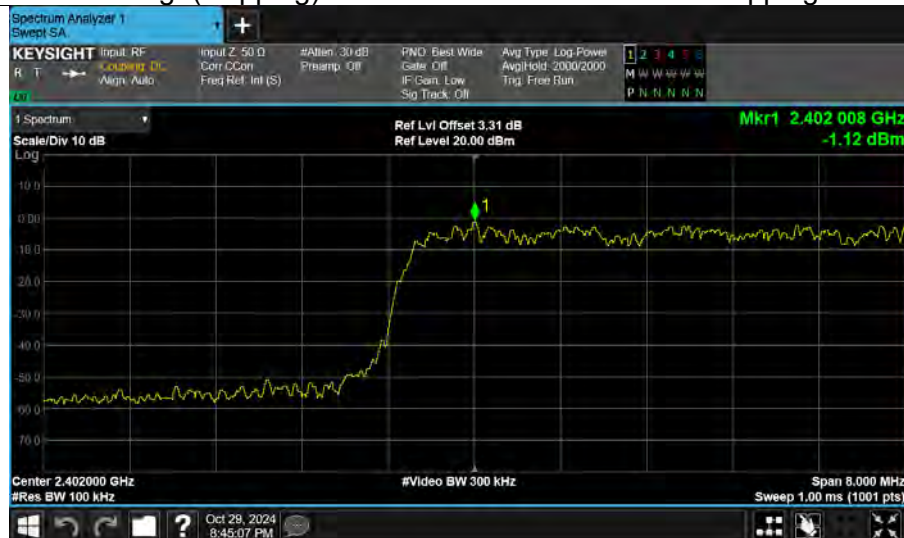 (Hopping)
Spectrum Analyzer 1
Swept SA
+
KEYSIGHT Input: RF Input Z: 50 Ω #Atten: 30 dB PNO: Best Wide Avg Type: Log-Power 1 2 3 4 5 6
R T Coupling: DC Corr CCorr Preamp: Off Gate: Off Avg|Hold: 2000/2000 M W W W W W
Align: Auto Freq Ref: Int (S) IF Gain: Low Trig: Free Run
Sig Track: Off P N N N N N
1 Spectrum Ref Lvl Offset 3.31 dB Mkr1 2.402 008 GHz
Scale/Div 10 dB Ref Level 20.00 dBm -1.12 dBm
Log
10.0
0.00
1
-10.0
-20.0
-30.0
-40.0
-50.0
-60.0
-70.0
Center 2.402000 GHz #Video BW 300 kHz Span 8.000 MHz
#Res BW 100 kHz Sweep 1.00 ms (1001 pts)
? Oct 29, 2024
8:45:07 PM